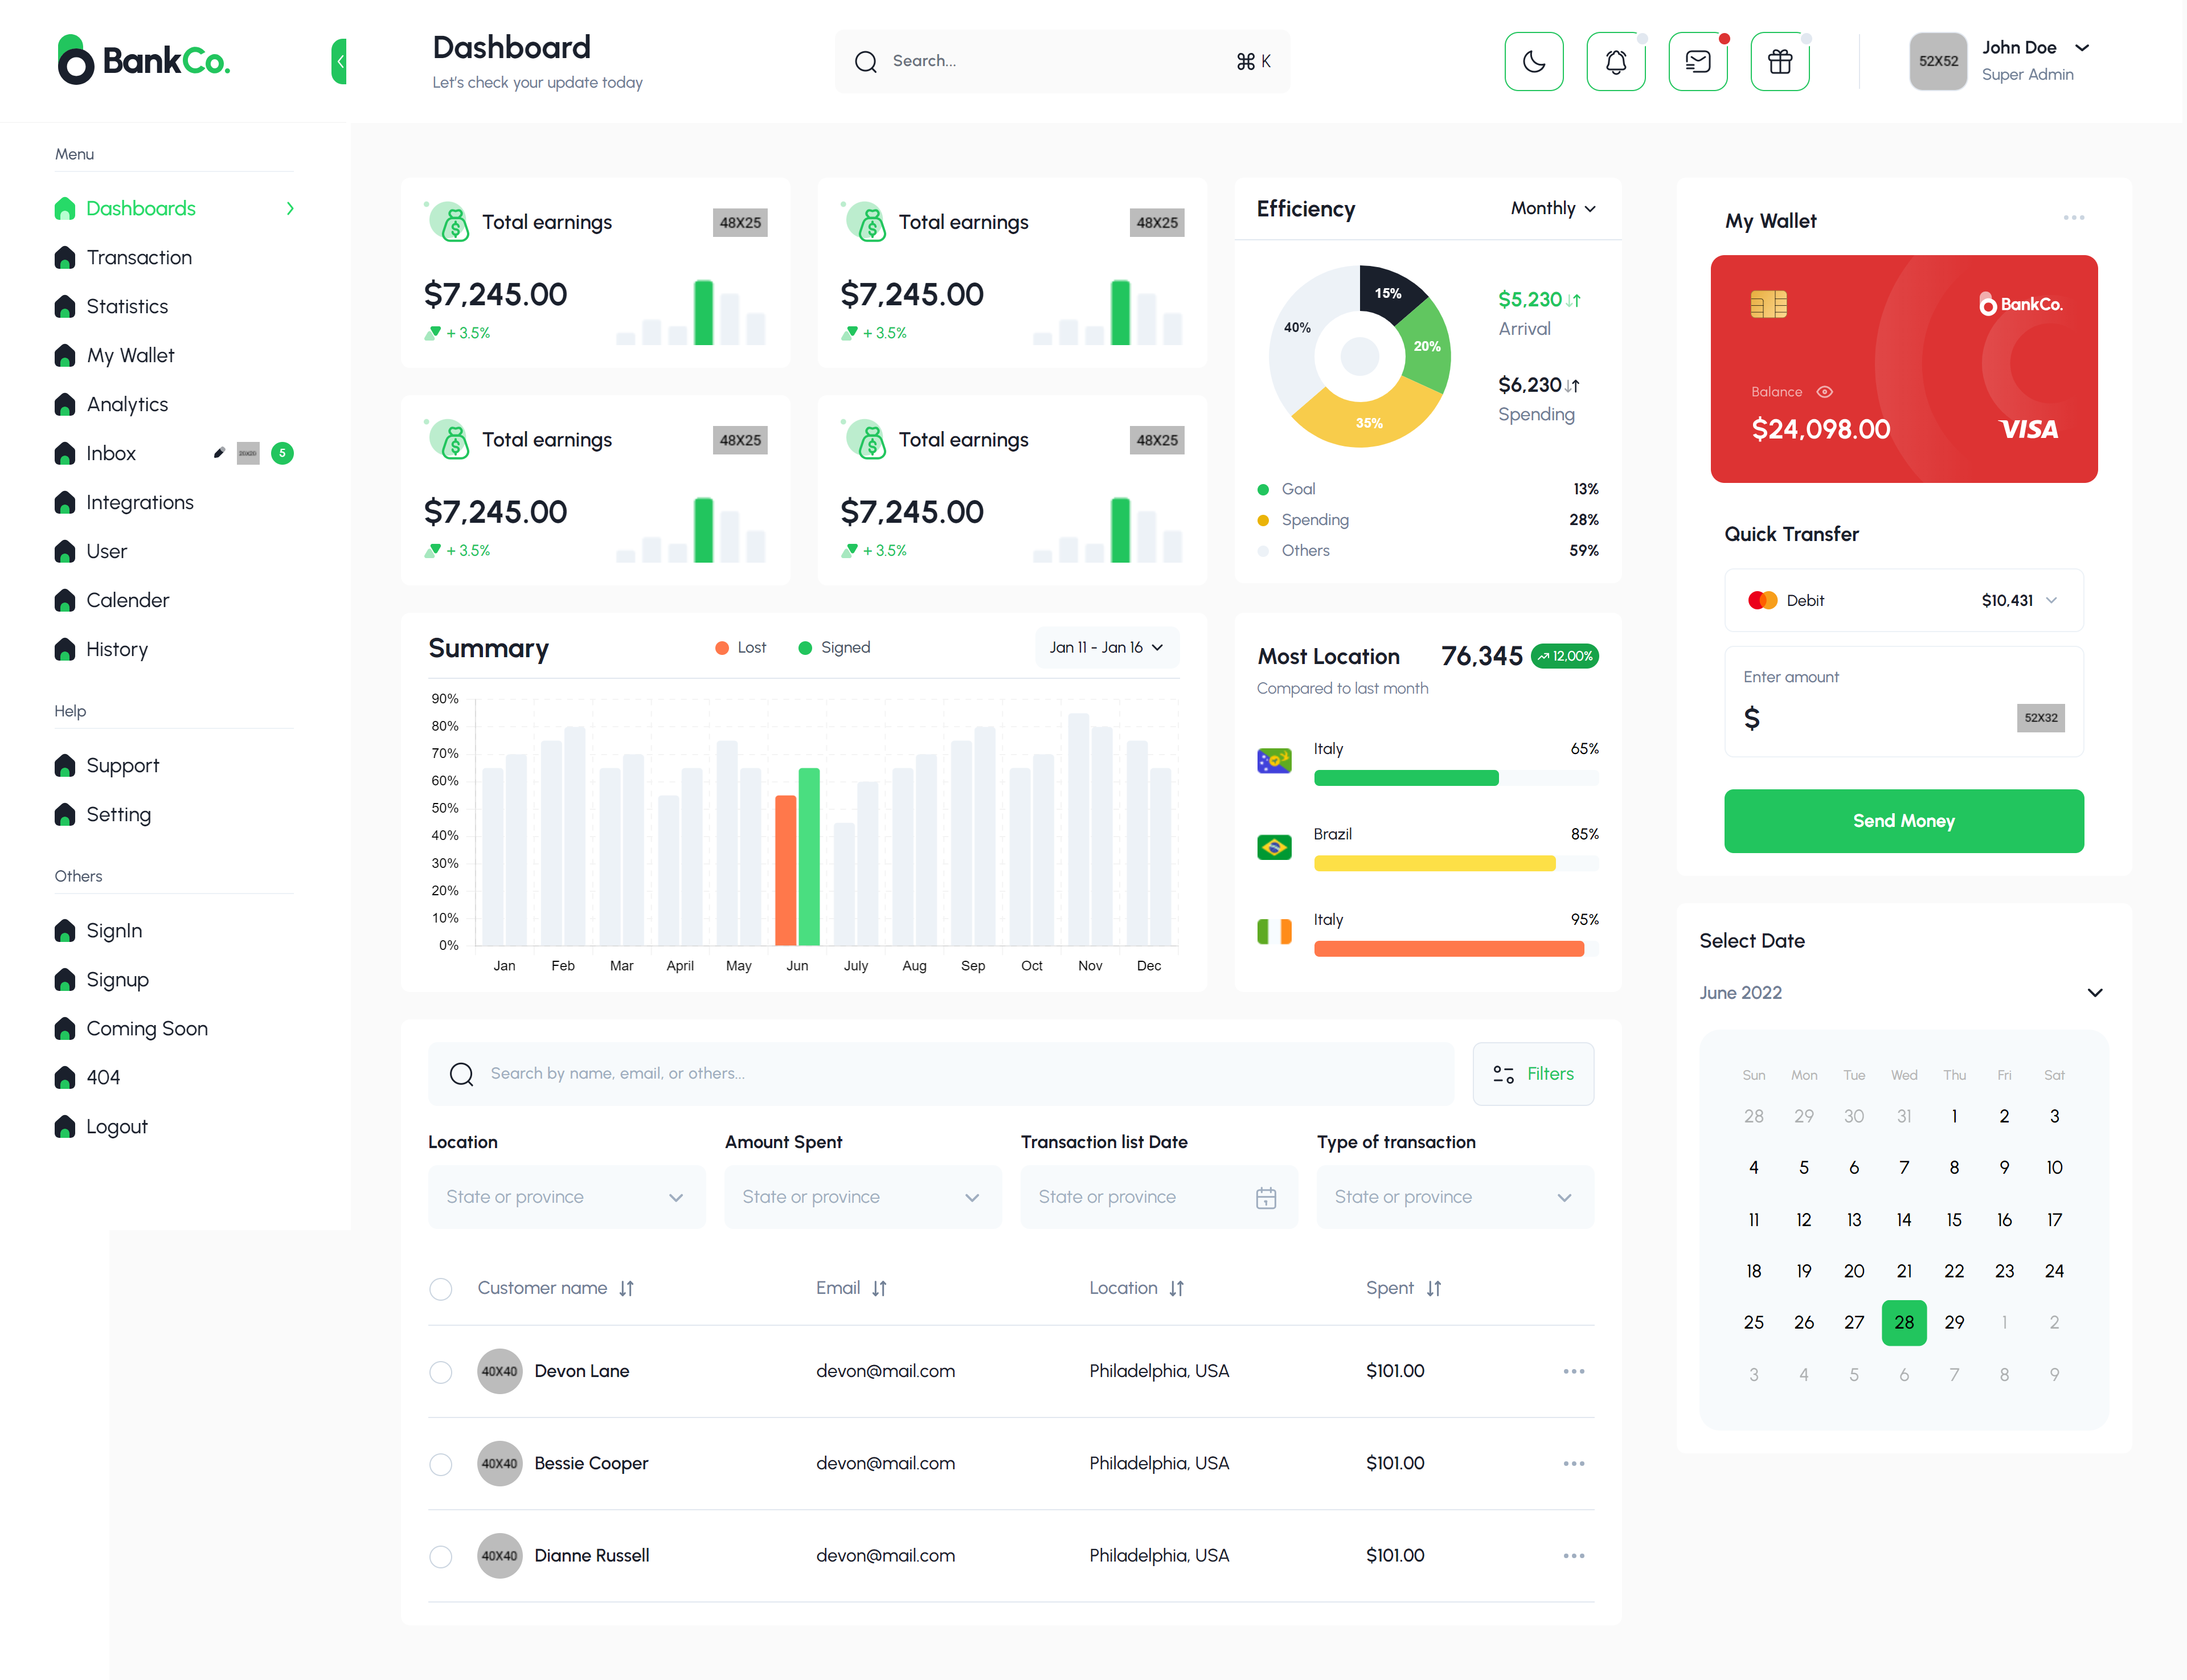 BankCo.
Dashboard
Let's check your update today
Search...
⌘ K
52X52
John Doe
Super Admin
Menu
Dashboards
Transaction
Statistics
My Wallet
Analytics
Inbox
20X20
5
Integrations
User
Calender
History
Help
Support
Setting
Others
SignIn
Signup
Coming Soon
404
Logout
Total earnings
48X25
$7,245.00
+ 3.5%
Total earnings
48X25
$7,245.00
+ 3.5%
Total earnings
48X25
$7,245.00
+ 3.5%
Total earnings
48X25
$7,245.00
+ 3.5%
Efficiency
Monthly
15%
20%
35%
40%
$5,230
Arrival
$6,230
Spending
Goal 13%
Spending 28%
Others 59%
Summary
Lost
Signed
Jan 11 - Jan 16
90%
80%
70%
60%
50%
40%
30%
20%
10%
0%
Jan Feb Mar April May Jun July Aug Sep Oct Nov Dec
Most Location
76,345
12,00%
Compared to last month
Italy 65%
Brazil 85%
Italy 95%
My Wallet
BankCo.
Balance
$24,098.00
VISA
Quick Transfer
Debit $10,431
Enter amount
$
52X32
Send Money
Select Date
June 2022
Sun Mon Tue Wed Thu Fri Sat
28 29 30 31 1 2 3
4 5 6 7 8 9 10
11 12 13 14 15 16 17
18 19 20 21 22 23 24
25 26 27 28 29 1 2
3 4 5 6 7 8 9
Search by name, email, or others...
Filters
Location
State or province
Amount Spent
State or province
Transaction list Date
State or province
Type of transaction
State or province
Customer name Email Location Spent
40X40 Devon Lane devon@mail.com Philadelphia, USA $101.00
40X40 Bessie Cooper devon@mail.com Philadelphia, USA $101.00
40X40 Dianne Russell devon@mail.com Philadelphia, USA $101.00